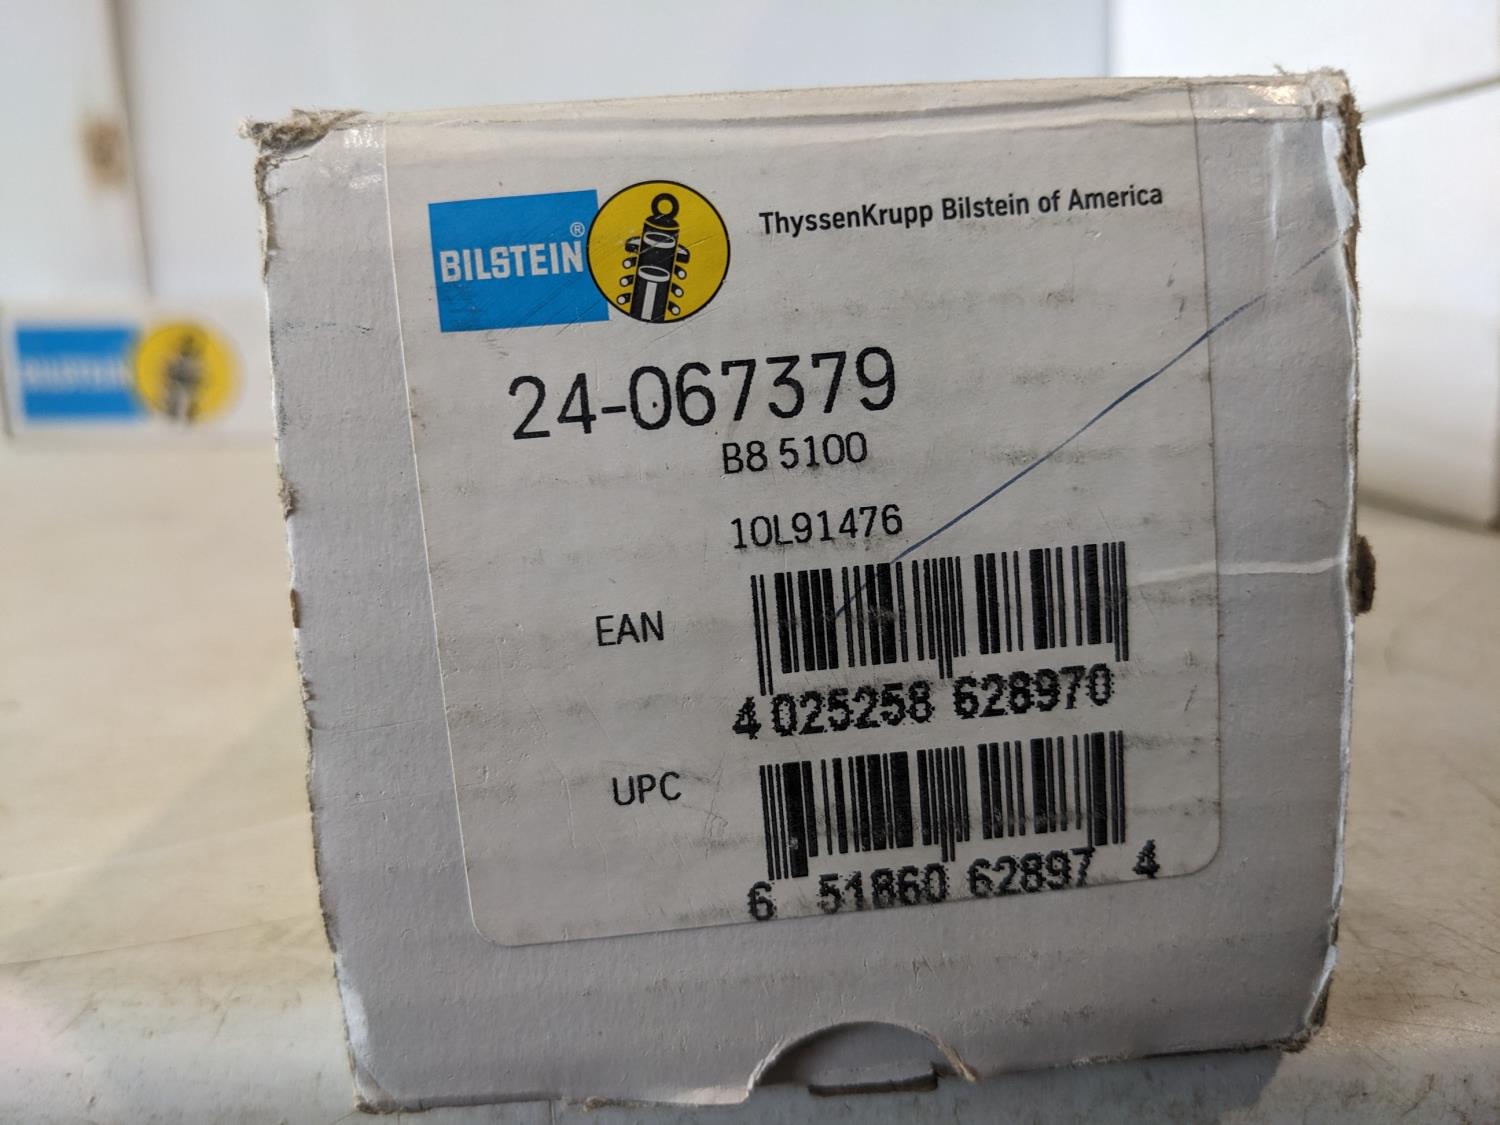 BILSTEIN®
ThyssenKrupp Bilstein of America
24-067379
B8 5100
10L91476
EAN
4 025258 628970
UPC
6 51860 62897 4
BILSTEIN